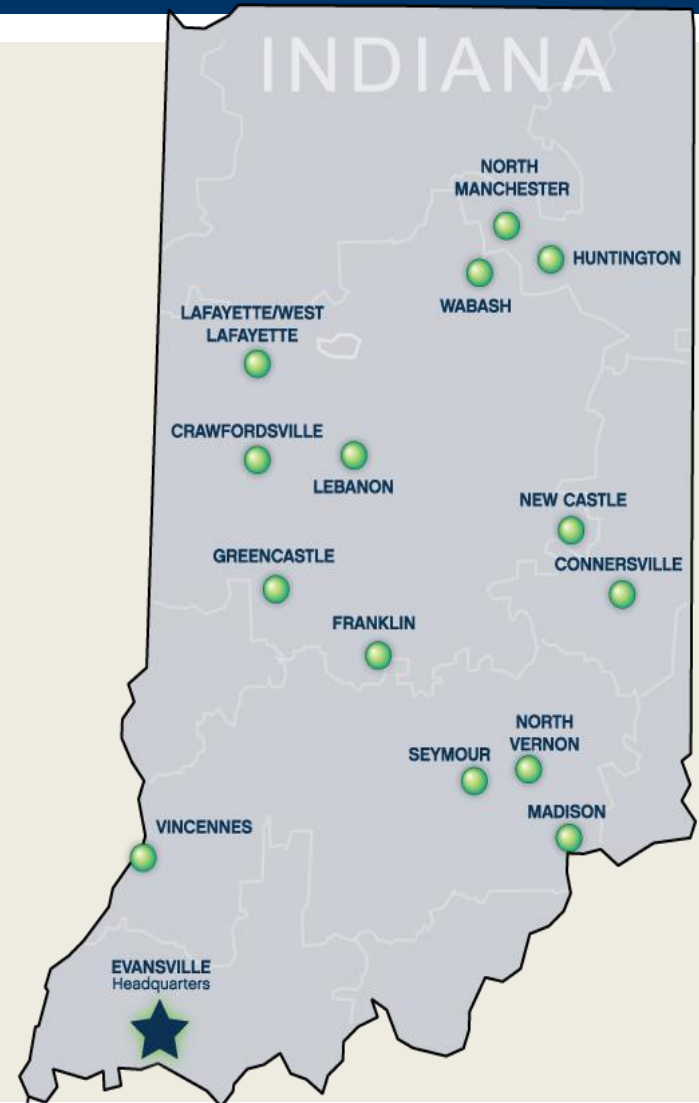 INDIANA
NORTH
MANCHESTER
HUNTINGTON
WABASH
LAFAYETTE/WEST
LAFAYETTE
CRAWFORDSVILLE
LEBANON
NEW CASTLE
GREENCASTLE
CONNERSVILLE
FRANKLIN
NORTH
VERNON
SEYMOUR
MADISON
VINCENNES
EVANSVILLE
Headquarters